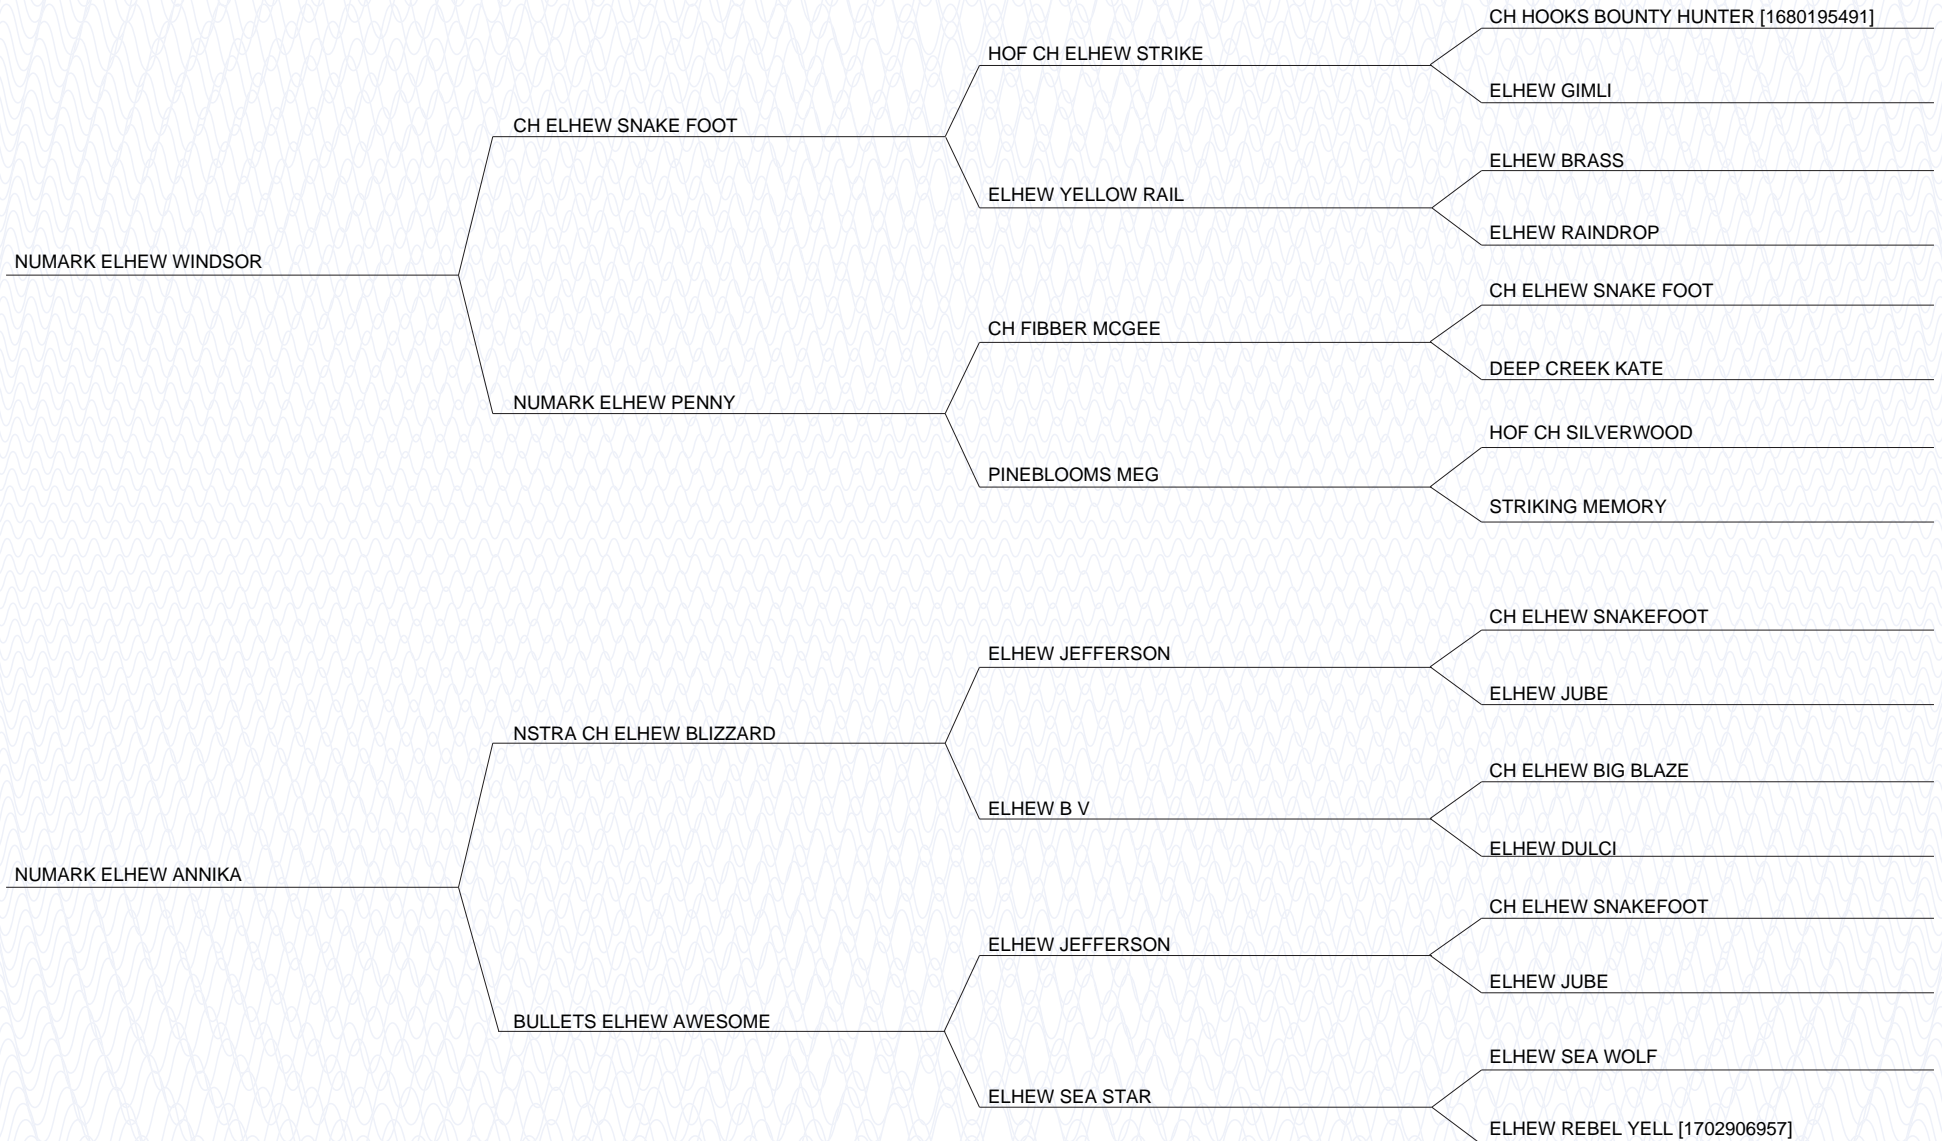 CH HOOKS BOUNTY HUNTER [1680195491]
HOF CH ELHEW STRIKE
ELHEW GIMLI
CH ELHEW SNAKE FOOT
ELHEW BRASS
ELHEW YELLOW RAIL
ELHEW RAINDROP
NUMARK ELHEW WINDSOR
CH ELHEW SNAKE FOOT
CH FIBBER MCGEE
DEEP CREEK KATE
NUMARK ELHEW PENNY
HOF CH SILVERWOOD
PINEBLOOMS MEG
STRIKING MEMORY
CH ELHEW SNAKEFOOT
ELHEW JEFFERSON
ELHEW JUBE
NSTRA CH ELHEW BLIZZARD
CH ELHEW BIG BLAZE
ELHEW B V
ELHEW DULCI
NUMARK ELHEW ANNIKA
CH ELHEW SNAKEFOOT
ELHEW JEFFERSON
ELHEW JUBE
BULLETS ELHEW AWESOME
ELHEW SEA WOLF
ELHEW SEA STAR
ELHEW REBEL YELL [1702906957]